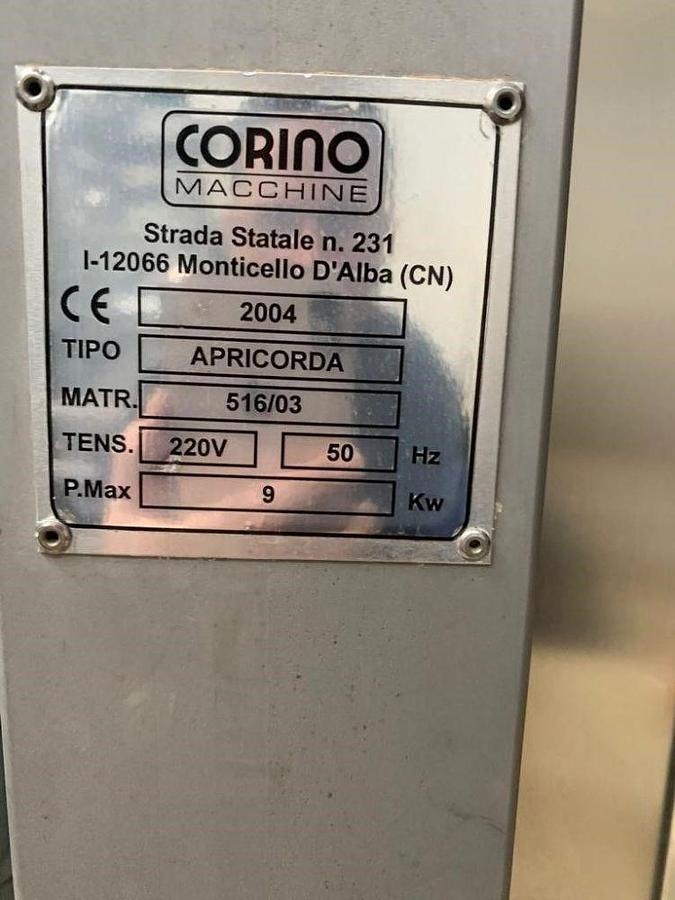 CORINO
MACCHINE
Strada Statale n. 231
I-12066 Monticello D'Alba (CN)
CE 2004
TIPO APRICORDA
MATR. 516/03
TENS. 220V 50 Hz
P.Max 9 Kw